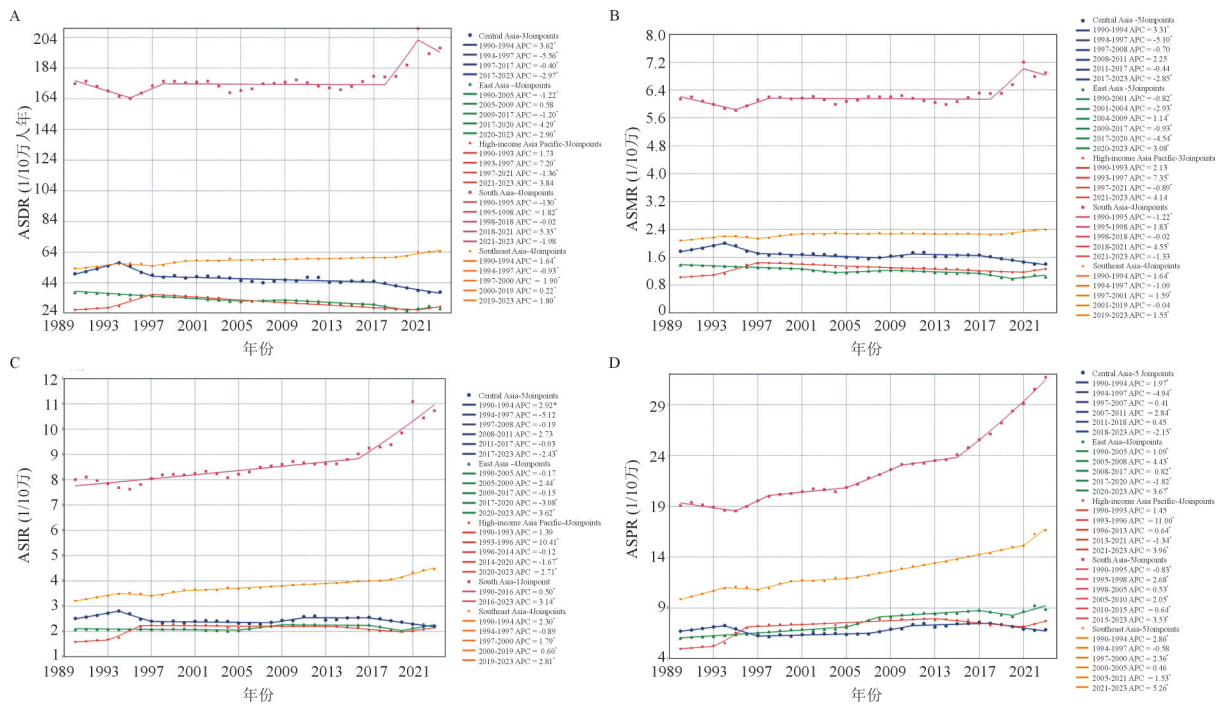 A
ASDR (1/10万人年)
204
184
164
144
124
104
84
64
44
24
1989
1993
1997
2001
2005
2009
2013
2017
2021
年份
Central Asia-3Joinpoints
1990-1994 APC = 3.62*
1994-1997 APC = -5.56*
1997-2017 APC = -0.40*
2017-2023 APC = -2.97*
East Asia -4Joinpoints
1990-2005 APC = -1.22*
2005-2009 APC = 0.58
2009-2017 APC = -1.20*
2017-2020 APC = 4.29*
2020-2023 APC = 2.90*
High-income Asia Pacific-3Joinpoints
1990-1993 APC = 1.73
1993-1997 APC = 7.20*
1997-2021 APC = -1.36*
2021-2023 APC = 3.84
South Asia-4Joinpoints
1990-1995 APC = -130*
1995-1998 APC = 1.82*
1998-2018 APC = -0.02
2018-2021 APC = 5.35*
2021-2023 APC = -1.98
Southeast Asia-4Joinpoints
1990-1994 APC = 1.64*
1994-1997 APC = -0.93*
1997-2000 APC = 1.90*
2000-2019 APC = 0.22*
2019-2023 APC = 1.80*
B
ASMR (1/10万)
8.0
7.2
6.4
5.6
4.8
4.0
3.2
2.4
1.6
0.8
0
1989
1993
1997
2001
2005
2009
2013
2017
2021
年份
Central Asia -5Joinpoints
1990-1994 APC = 3.31*
1994-1997 APC = -5.10*
1997-2008 APC = -0.70
2008-2011 APC = 2.25
2011-2017 APC = -0.44
2017-2023 APC = -2.85*
East Asia -5Joinpoints
1990-2001 APC = -0.82*
2001-2004 APC = -2.93*
2004-2009 APC = 1.14*
2009-2017 APC = -0.93*
2017-2020 APC = -4.54*
2020-2023 APC = 3.08*
High-income Asia Pacific-3Joinpoints
1990-1993 APC = 2.13
1993-1997 APC = 7.35*
1997-2021 APC = -0.89*
2021-2023 APC = 4.14
South Asia-4Joinpoints
1990-1995 APC = -1.22*
1995-1998 APC = 1.83*
1998-2018 APC = -0.02
2018-2021 APC = 4.55*
2021-2023 APC = -1.33
Southeast Asia-4Joinpoints
1990-1994 APC = 1.64*
1994-1997 APC = -1.09
1997-2001 APC = 1.59*
2001-2019 APC = -0.04
2019-2023 APC = 1.55*
C
ASIR (1/10万)
12
11
10
9
8
7
6
5
4
3
2
1
1989
1993
1997
2001
2005
2009
2013
2017
2021
年份
Central Asia-5Joinpoints
1990-1994 APC = 2.92*
1994-1997 APC = -5.12
1997-2008 APC = -0.19
2008-2011 APC = 2.73
2011-2017 APC = -0.03
2017-2023 APC = -2.43*
East Asia -4Joinpoints
1990-2005 APC = -0.17
2005-2009 APC = 2.44*
2009-2017 APC = -0.15
2017-2020 APC = -3.08*
2020-2023 APC = 3.62*
High-income Asia Pacific-4Joinpoints
1990-1993 APC = 1.39
1993-1996 APC = 10.41*
1996-2014 APC = -0.12
2014-2020 APC = -1.67*
2020-2023 APC = 2.71*
South Asia-1Joinpoint
1990-2016 APC = 0.50*
2016-2023 APC = 3.14*
Southeast Asia-4Joinpoints
1990-1994 APC = 2.30*
1994-1997 APC = -0.89
1997-2000 APC = 1.79*
2000-2019 APC = 0.60*
2019-2023 APC = 2.81*
D
ASPR (1/10万)
29
24
19
14
9
4
1989
1993
1997
2001
2005
2009
2013
2017
2021
年份
Central Asia-5 Joinpoints
1990-1994 APC = 1.97*
1994-1997 APC = -4.94*
1997-2007 APC = 0.41
2007-2011 APC = 2.84*
2011-2018 APC = 0.45
2018-2023 APC = -2.15*
East Asia-4Joinpoints
1990-2005 APC = 1.09*
2005-2008 APC = 4.43*
2008-2017 APC = 0.82*
2017-2020 APC = -1.82*
2020-2023 APC = 3.67*
High-income Asia Pacific-4Joinpoints
1990-1993 APC = 1.45
1993-1996 APC = 11.00*
1996-2013 APC = 0.64*
2013-2021 APC = -1.34*
2021-2023 APC = 3.96*
South Asia-5Joinpoints
1990-1995 APC = -0.83*
1995-1998 APC = 2.68*
1998-2005 APC = 0.53*
2005-2010 APC = 2.05*
2010-2015 APC = 0.64*
2015-2023 APC = 3.53*
Southeast Asia-5Joinpoints
1990-1994 APC = 2.86*
1994-1997 APC = -0.58
1997-2000 APC = 2.36*
2000-2005 APC = 0.46
2005-2021 APC = 1.53*
2021-2023 APC = 5.26*